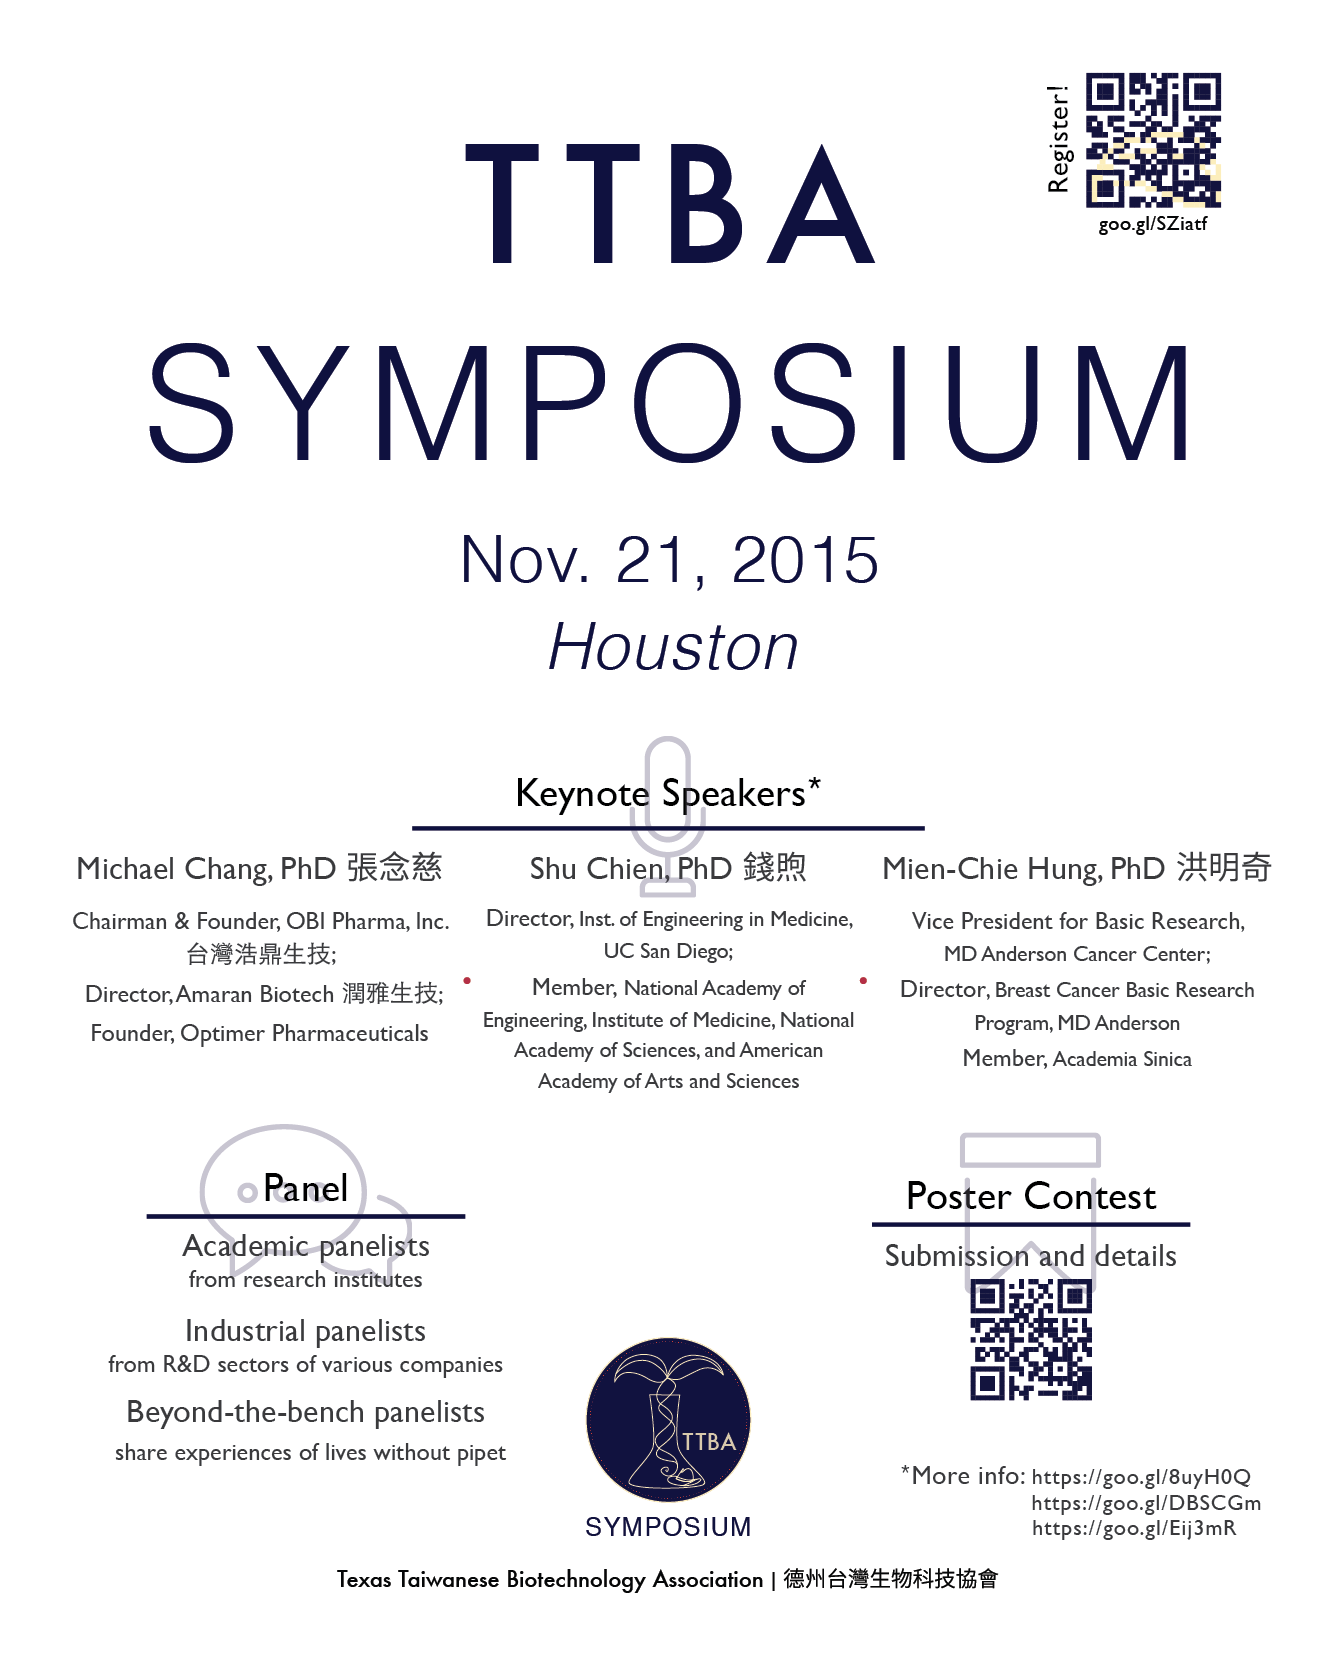 Register!
goo.gl/SZiatf
TTBA
SYMPOSIUM
Nov. 21, 2015
Houston
Keynote Speakers*
Michael Chang, PhD 張念慈
Chairman & Founder, OBI Pharma, Inc.
台灣浩鼎生技;
Director, Amaran Biotech 潤雅生技;
Founder, Optimer Pharmaceuticals
Shu Chien, PhD 錢煦
Director, Inst. of Engineering in Medicine,
UC San Diego;
Member, National Academy of
Engineering, Institute of Medicine, National
Academy of Sciences, and American
Academy of Arts and Sciences
Mien-Chie Hung, PhD 洪明奇
Vice President for Basic Research,
MD Anderson Cancer Center;
Director, Breast Cancer Basic Research
Program, MD Anderson
Member, Academia Sinica
Panel
Academic panelists
from research institutes
Industrial panelists
from R&D sectors of various companies
Beyond-the-bench panelists
share experiences of lives without pipet
Poster Contest
Submission and details
TTBA
SYMPOSIUM
*More info: https://goo.gl/8uyH0Q
https://goo.gl/DBSCGm
https://goo.gl/Eij3mR
Texas Taiwanese Biotechnology Association | 德州台灣生物科技協會